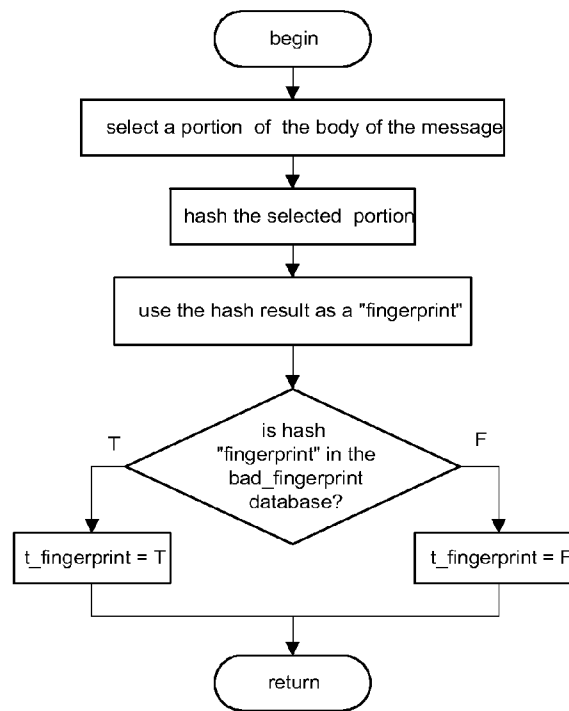 begin
select a portion of the body of the message
hash the selected portion
use the hash result as a "fingerprint"
is hash
"fingerprint" in the
bad_fingerprint
database?
T
F
t_fingerprint = T
t_fingerprint = F
return